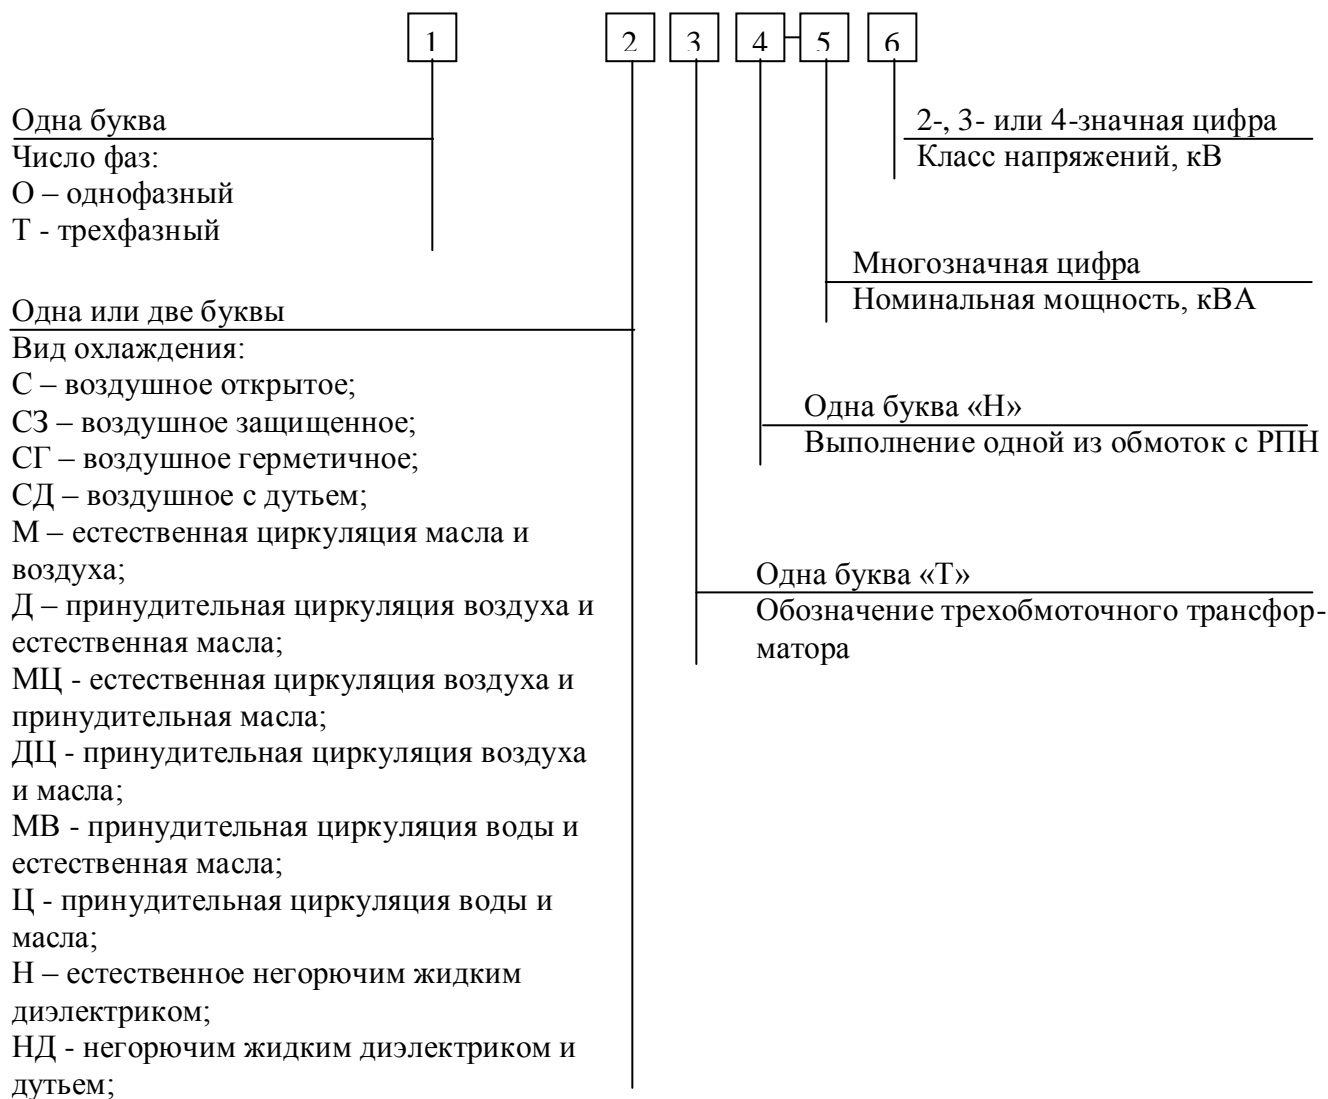 1 2 3 4 5 6
Одна буква
Число фаз:
О – однофазный
Т - трехфазный
2-, 3- или 4-значная цифра
Класс напряжений, кВ
Многозначная цифра
Номинальная мощность, кВА
Одна или две буквы
Вид охлаждения:
С – воздушное открытое;
СЗ – воздушное защищенное;
СГ – воздушное герметичное;
СД – воздушное с дутьем;
М – естественная циркуляция масла и
воздуха;
Д – принудительная циркуляция воздуха и
естественная масла;
МЦ - естественная циркуляция воздуха и
принудительная масла;
ДЦ - принудительная циркуляция воздуха
и масла;
МВ - принудительная циркуляция воды и
естественная масла;
Ц - принудительная циркуляция воды и
масла;
Н – естественное негорючим жидким
диэлектриком;
НД - негорючим жидким диэлектриком и
дутьем;
Одна буква «Н»
Выполнение одной из обмоток с РПН
Одна буква «Т»
Обозначение трехобмоточного трансфор-
матора